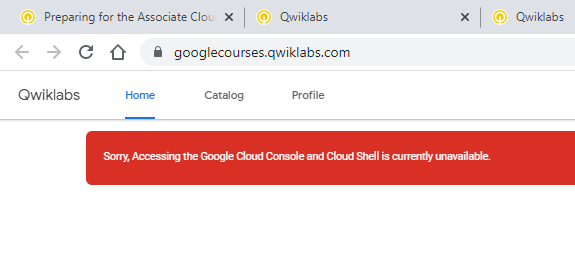 Preparing for the Associate Clou
Qwiklabs
Qwiklabs
googlecourses.qwiklabs.com
Qwiklabs Home Catalog Profile
Sorry, Accessing the Google Cloud Console and Cloud Shell is currently unavailable.